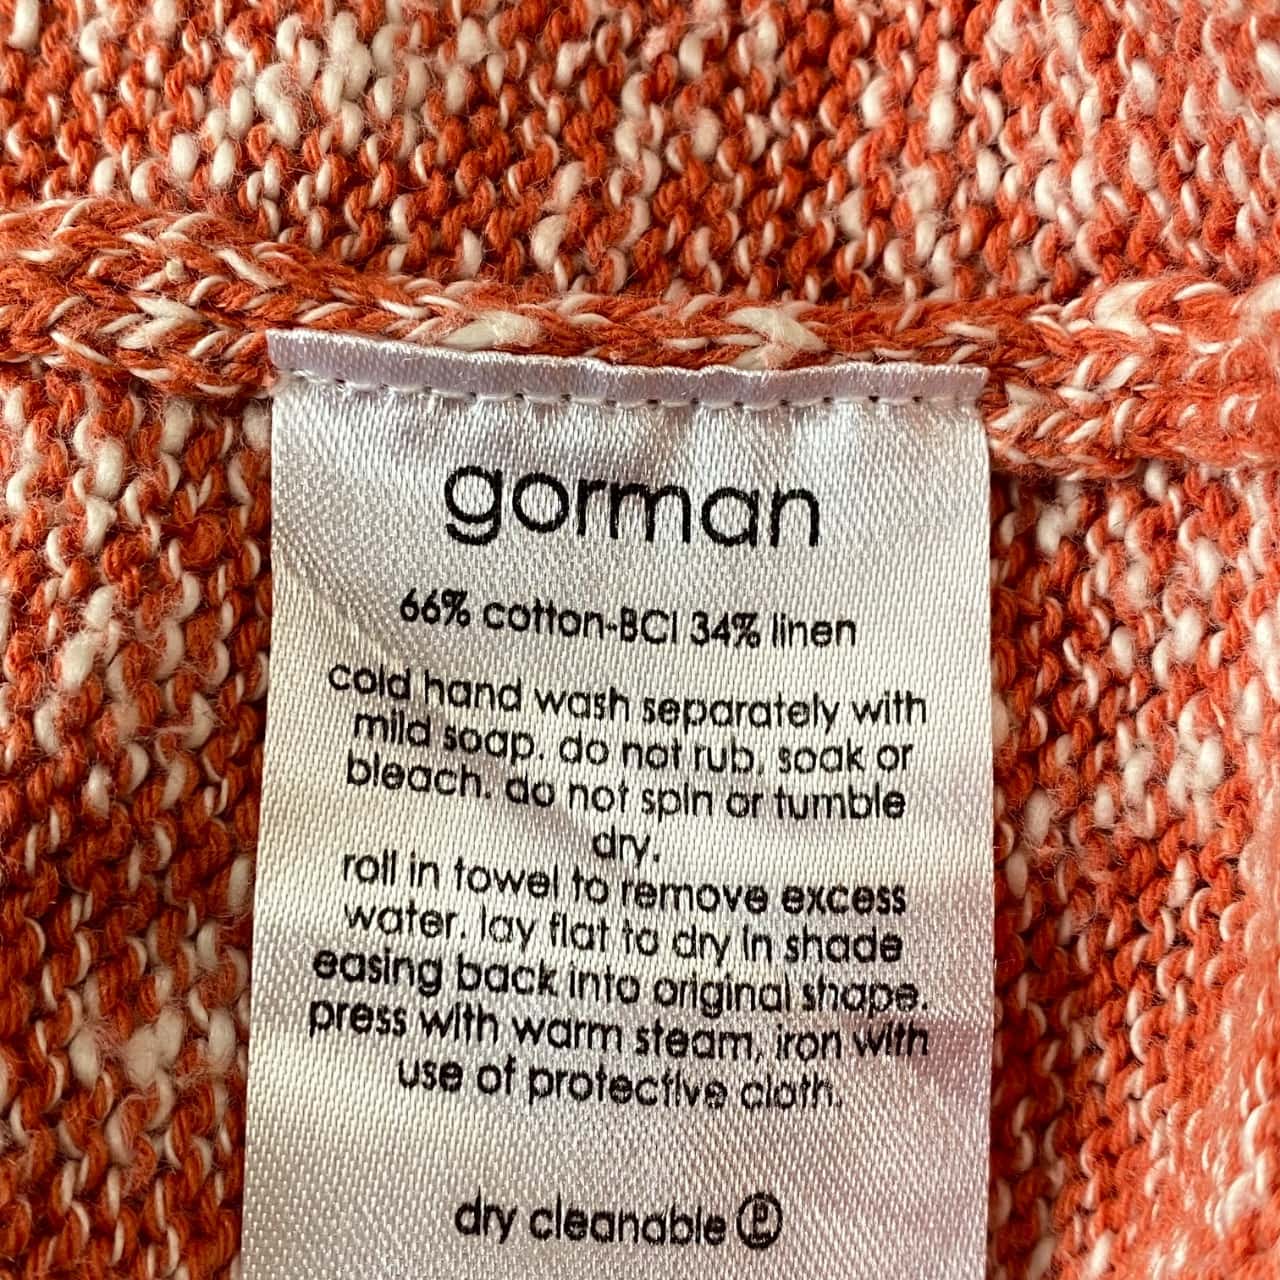 gorman
66% cotton-BCI 34% linen
cold hand wash separately with
mild soap. do not rub, soak or
bleach. do not spin or tumble
dry.
roll in towel to remove excess
water. lay flat to dry in shade
easing back into original shape.
press with warm steam, iron with
use of protective cloth.
dry cleanable Ⓟ